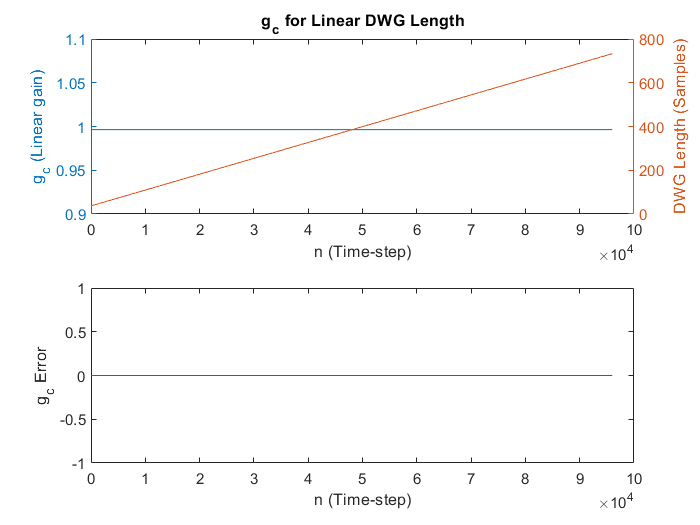 g_c for Linear DWG Length
1.1
1.05
1
0.95
0.9
g_c (Linear gain)
800
600
400
200
0
DWG Length (Samples)
0 1 2 3 4 5 6 7 8 9 10
n (Time-step)
×10^4
1
0.5
0
-0.5
-1
g_c Error
0 1 2 3 4 5 6 7 8 9 10
n (Time-step)
×10^4